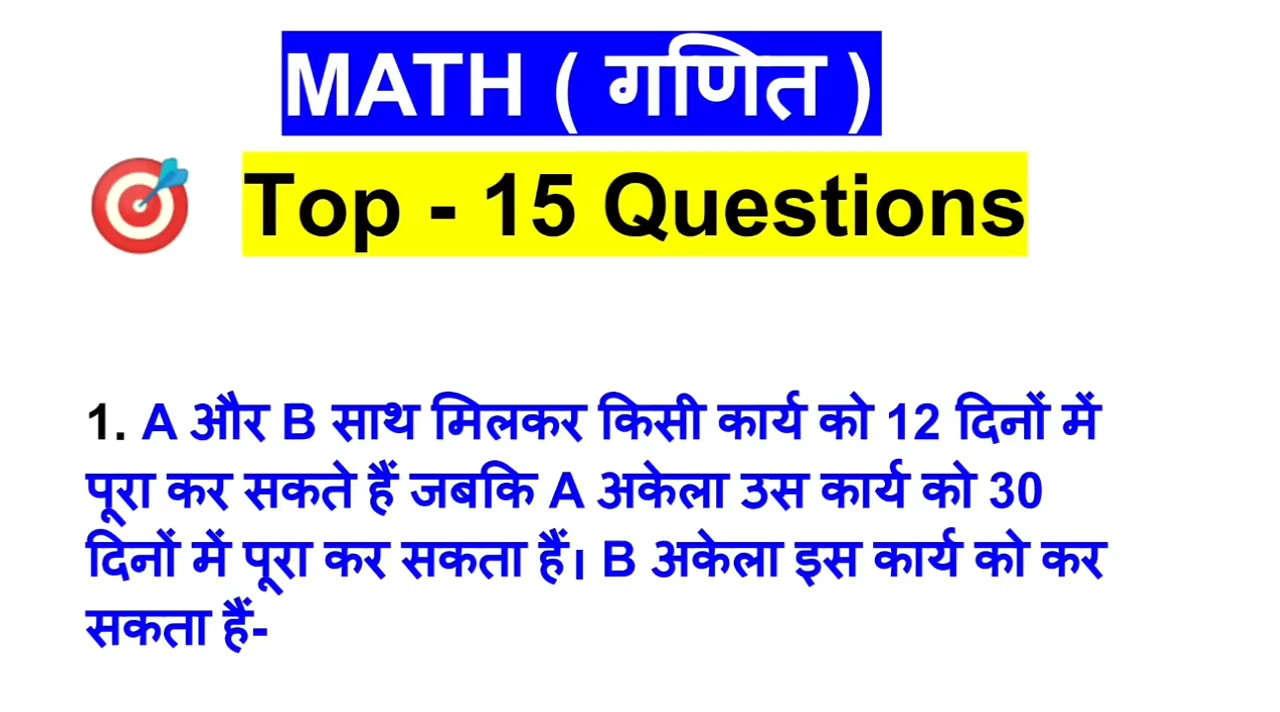 MATH ( गणित )
Top - 15 Questions
1. A और B साथ मिलकर किसी कार्य को 12 दिनों में
पूरा कर सकते हैं जबकि A अकेला उस कार्य को 30
दिनों में पूरा कर सकता हैं। B अकेला इस कार्य को कर
सकता हैं-